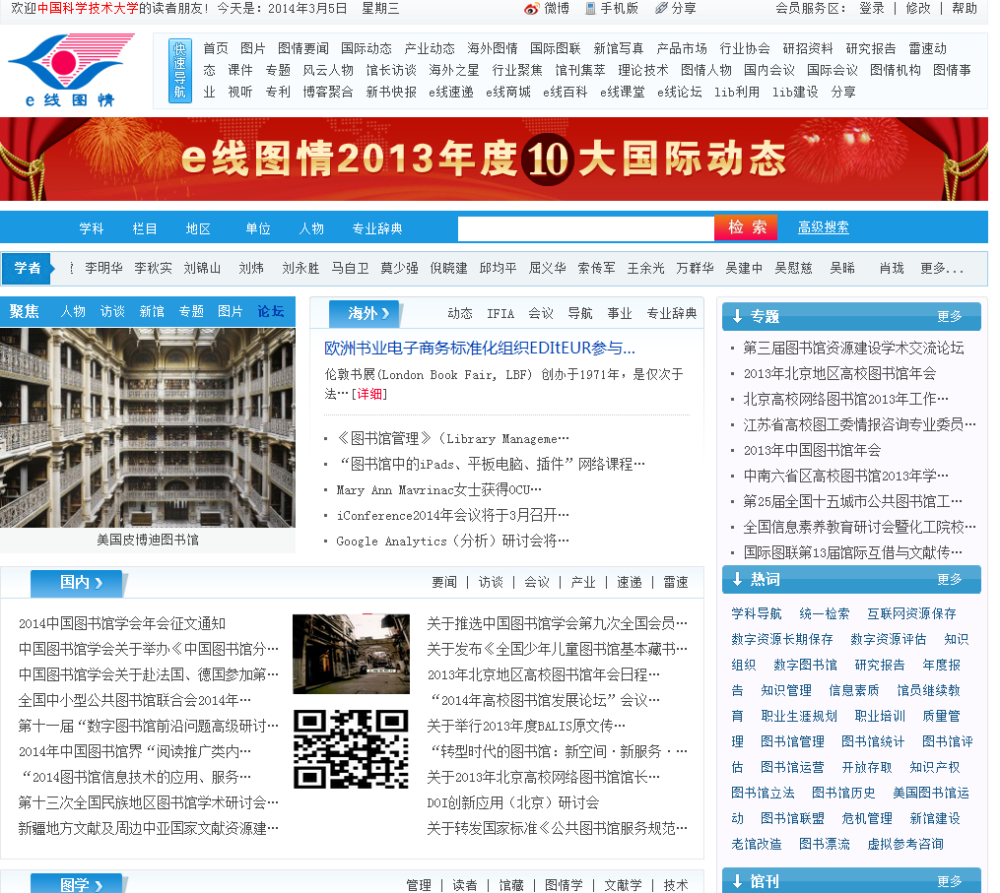 欢迎中国科学技术大学的读者朋友！今天是：2014年3月5日 星期三
微博 手机版 分享
会员服务区： 登录 | 修改 | 帮助
e线图情
快速导航
首页 图片 图情要闻 国际动态 产业动态 海外图情 国际图联 新馆写真 产品市场 行业协会 研招资料 研究报告 雷速动
态 课件 专题 风云人物 馆长访谈 海外之星 行业聚焦 馆刊集萃 理论技术 图情人物 国内会议 国际会议 图情机构 图情事
业 视听 专利 博客聚合 新书快报 e线速递 e线商城 e线百科 e线课堂 e线论坛 lib利用 lib建设 分享
e线图情2013年度10大国际动态
学科 栏目 地区 单位 人物 专业辞典
检 索 高级搜索
学者 李明华 李秋实 刘锦山 刘炜 刘永胜 马自卫 莫少强 倪晓建 邱均平 屈义华 索传军 王余光 万群华 吴建中 吴慰慈 吴晞 肖珑 更多...
聚焦 人物 访谈 新馆 专题 图片 论坛
美国皮博迪图书馆
海外 动态 IFIA 会议 导航 事业 专业辞典
欧洲书业电子商务标准化组织EDItEUR参与...
伦敦书展(London Book Fair, LBF) 创办于1971年，是仅次于
法…[详细]
《图书馆管理》（Library Manageme…
“图书馆中的iPads、平板电脑、插件”网络课程…
Mary Ann Mavrinac女士获得OCU…
iConference2014年会议将于3月召开…
Google Analytics（分析）研讨会将…
专题 更多
第三届图书馆资源建设学术交流论坛
2013年北京地区高校图书馆年会
北京高校网络图书馆2013年工作…
江苏省高校图工委情报咨询专业委员…
2013年中国图书馆年会
中南六省区高校图书馆2013年学…
第25届全国十五城市公共图书馆工…
全国信息素养教育研讨会暨化工院校…
国际图联第13届馆际互借与文献传…
国内 要闻 | 访谈 | 会议 | 产业 | 速递 | 雷速
2014中国图书馆学会年会征文通知
中国图书馆学会关于举办《中国图书馆分…
中国图书馆学会关于赴法国、德国参加第…
全国中小型公共图书馆联合会2014年…
第十一届“数字图书馆前沿问题高级研讨…
2014年中国图书馆界“阅读推广类内…
“2014图书馆信息技术的应用、服务…
第十三次全国民族地区图书馆学术研讨会…
新疆地方文献及周边中亚国家文献资源建…
关于推选中国图书馆学会第九次全国会员…
关于发布《全国少年儿童图书馆基本藏书…
2013年北京地区高校图书馆年会日程…
“2014年高校图书馆发展论坛”会议…
关于举行2013年度BALIS原文传…
“转型时代的图书馆：新空间·新服务·…
关于2013年北京高校网络图书馆馆长…
DOI创新应用（北京）研讨会
关于转发国家标准《公共图书馆服务规范…
热词 更多
学科导航 统一检索 互联网资源保存
数字资源长期保存 数字资源评估 知识
组织 数字图书馆 研究报告 年度报
告 知识管理 信息素质 馆员继续教
育 职业生涯规划 职业培训 质量管
理 图书馆管理 图书馆统计 图书馆评
估 图书馆运营 开放存取 知识产权
图书馆立法 图书馆历史 美国图书馆运
动 图书馆联盟 危机管理 新馆建设
老馆改造 图书漂流 虚拟参考咨询
图学 管理 | 读者 | 馆藏 | 图情学 | 文献学 | 技术
馆刊 更多